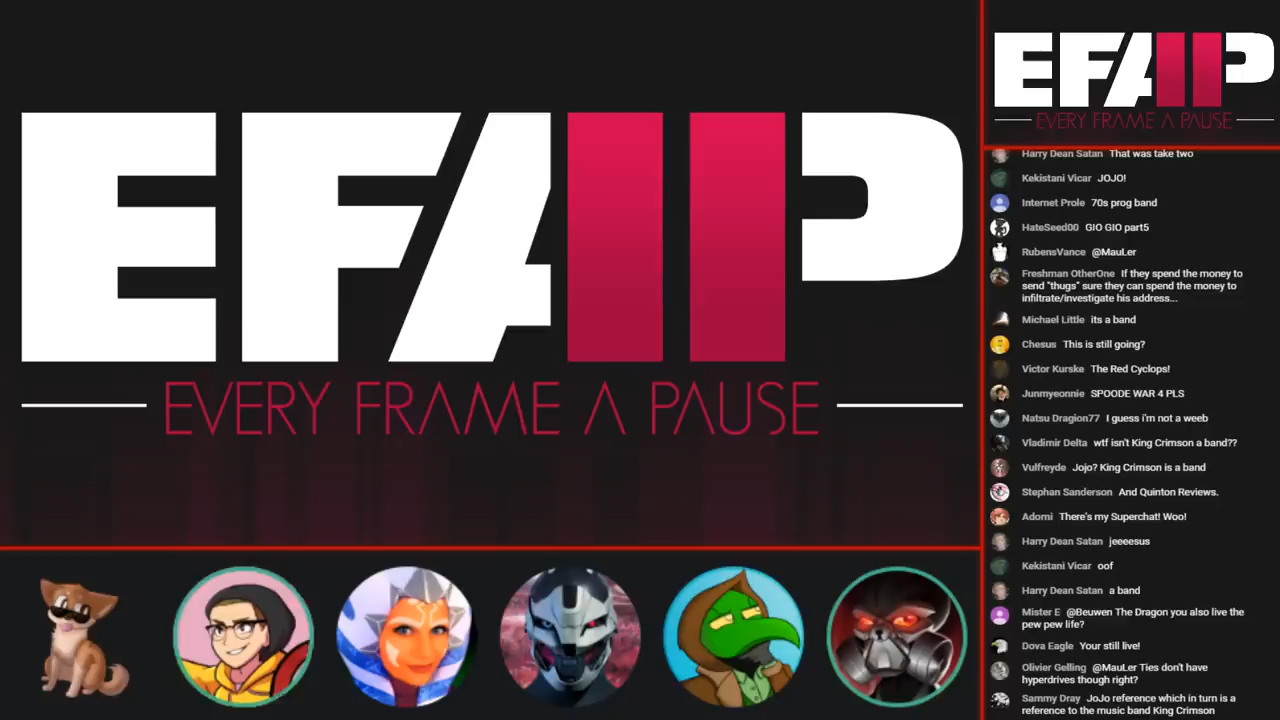 EFAP
EVERY FRAME A PAUSE
EFAP
EVERY FRAME A PAUSE
Harry Dean Satan That was take two
Kekistani Vicar JOJO!
Internet Prole 70s prog band
HateSeed00 GIO GIO part5
RubensVance @MauLer
Freshman OtherOne If they spend the money to
send "thugs" sure they can spend the money to
infiltrate/investigate his address...
Michael Little its a band
Chesus This is still going?
Victor Kurske The Red Cyclops!
Junmyeonnie SPOODE WAR 4 PLS
Natsu Dragion77 I guess i'm not a weeb
Vladimir Delta wtf isn't King Crimson a band??
Vulfreyde Jojo? King Crimson is a band
Stephan Sanderson And Quinton Reviews.
Adomi There's my Superchat! Woo!
Harry Dean Satan jeeeesus
Kekistani Vicar oof
Harry Dean Satan a band
Mister E @Beuwen The Dragon you also live the
pew pew life?
Dova Eagle Your still live!
Olivier Gelling @MauLer Ties don't have
hyperdrives though right?
Sammy Dray JoJo reference which in turn is a
reference to the music band King Crimson